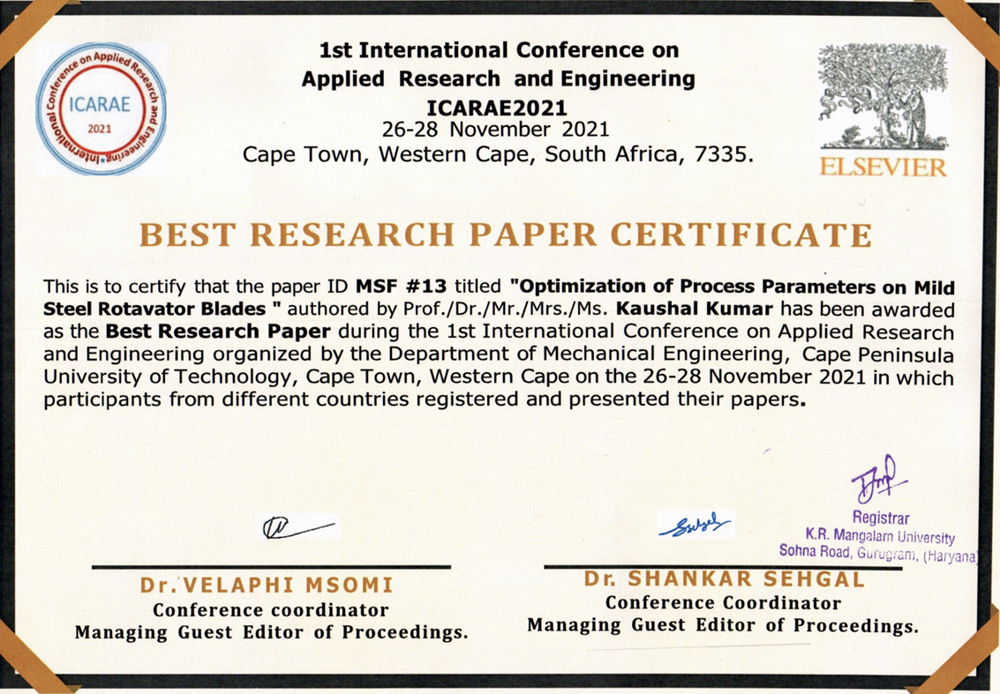 1st International Conference on
Applied Research and Engineering
ICARAE2021
26-28 November 2021
Cape Town, Western Cape, South Africa, 7335.
International Conference on Applied Research and Engineering
ICARAE
2021
ELSEVIER
BEST RESEARCH PAPER CERTIFICATE
This is to certify that the paper ID MSF #13 titled "Optimization of Process Parameters on Mild
Steel Rotavator Blades " authored by Prof./Dr./Mr./Mrs./Ms. Kaushal Kumar has been awarded
as the Best Research Paper during the 1st International Conference on Applied Research
and Engineering organized by the Department of Mechanical Engineering, Cape Peninsula
University of Technology, Cape Town, Western Cape on the 26-28 November 2021 in which
participants from different countries registered and presented their papers.
Registrar
K.R. Mangalam University
Sohna Road, Gurugram, (Haryana)
Dr. VELAPHI MSOMI
Conference coordinator
Managing Guest Editor of Proceedings.
Dr. SHANKAR SEHGAL
Conference Coordinator
Managing Guest Editor of Proceedings.